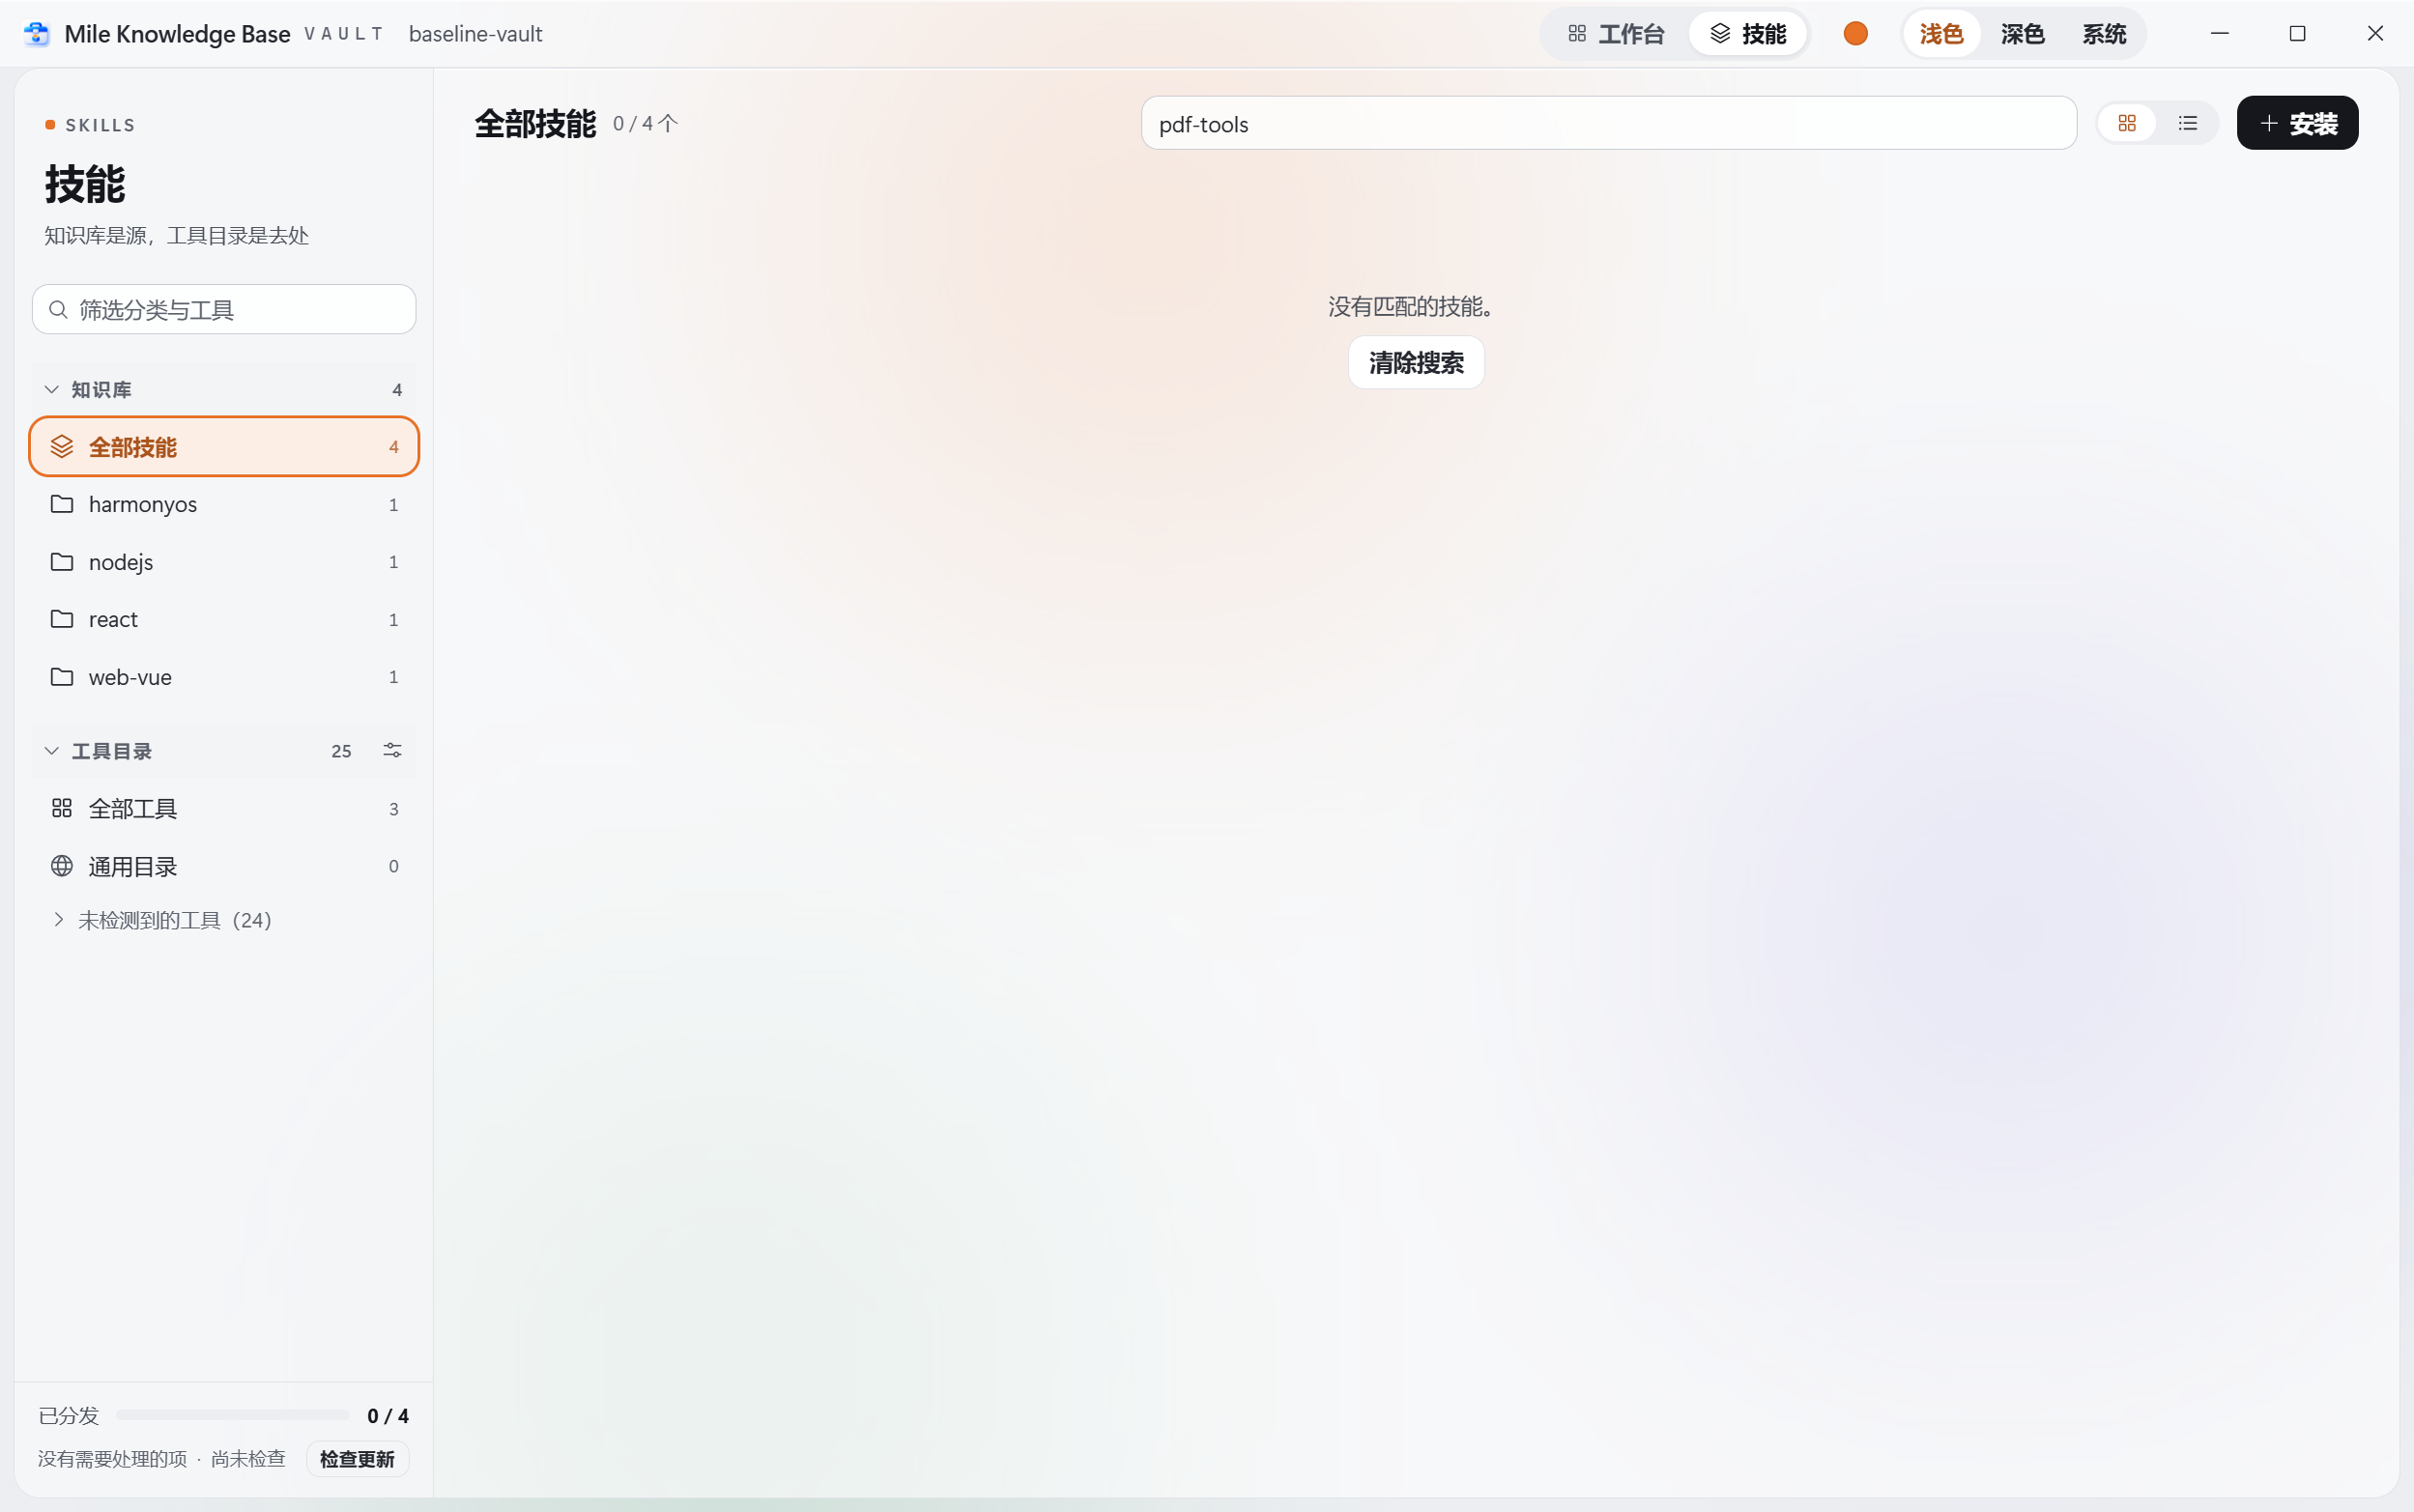 Mile Knowledge Base VAULT baseline-vault
工作台 技能 浅色 深色 系统
SKILLS
技能
知识库是源，工具目录是去处
筛选分类与工具
知识库 4
全部技能 4
harmonyos 1
nodejs 1
react 1
web-vue 1
工具目录 25
全部工具 3
通用目录 0
未检测到的工具（24）
已分发 0 / 4
没有需要处理的项 · 尚未检查 检查更新
全部技能 0 / 4 个
pdf-tools
安装
没有匹配的技能。
清除搜索